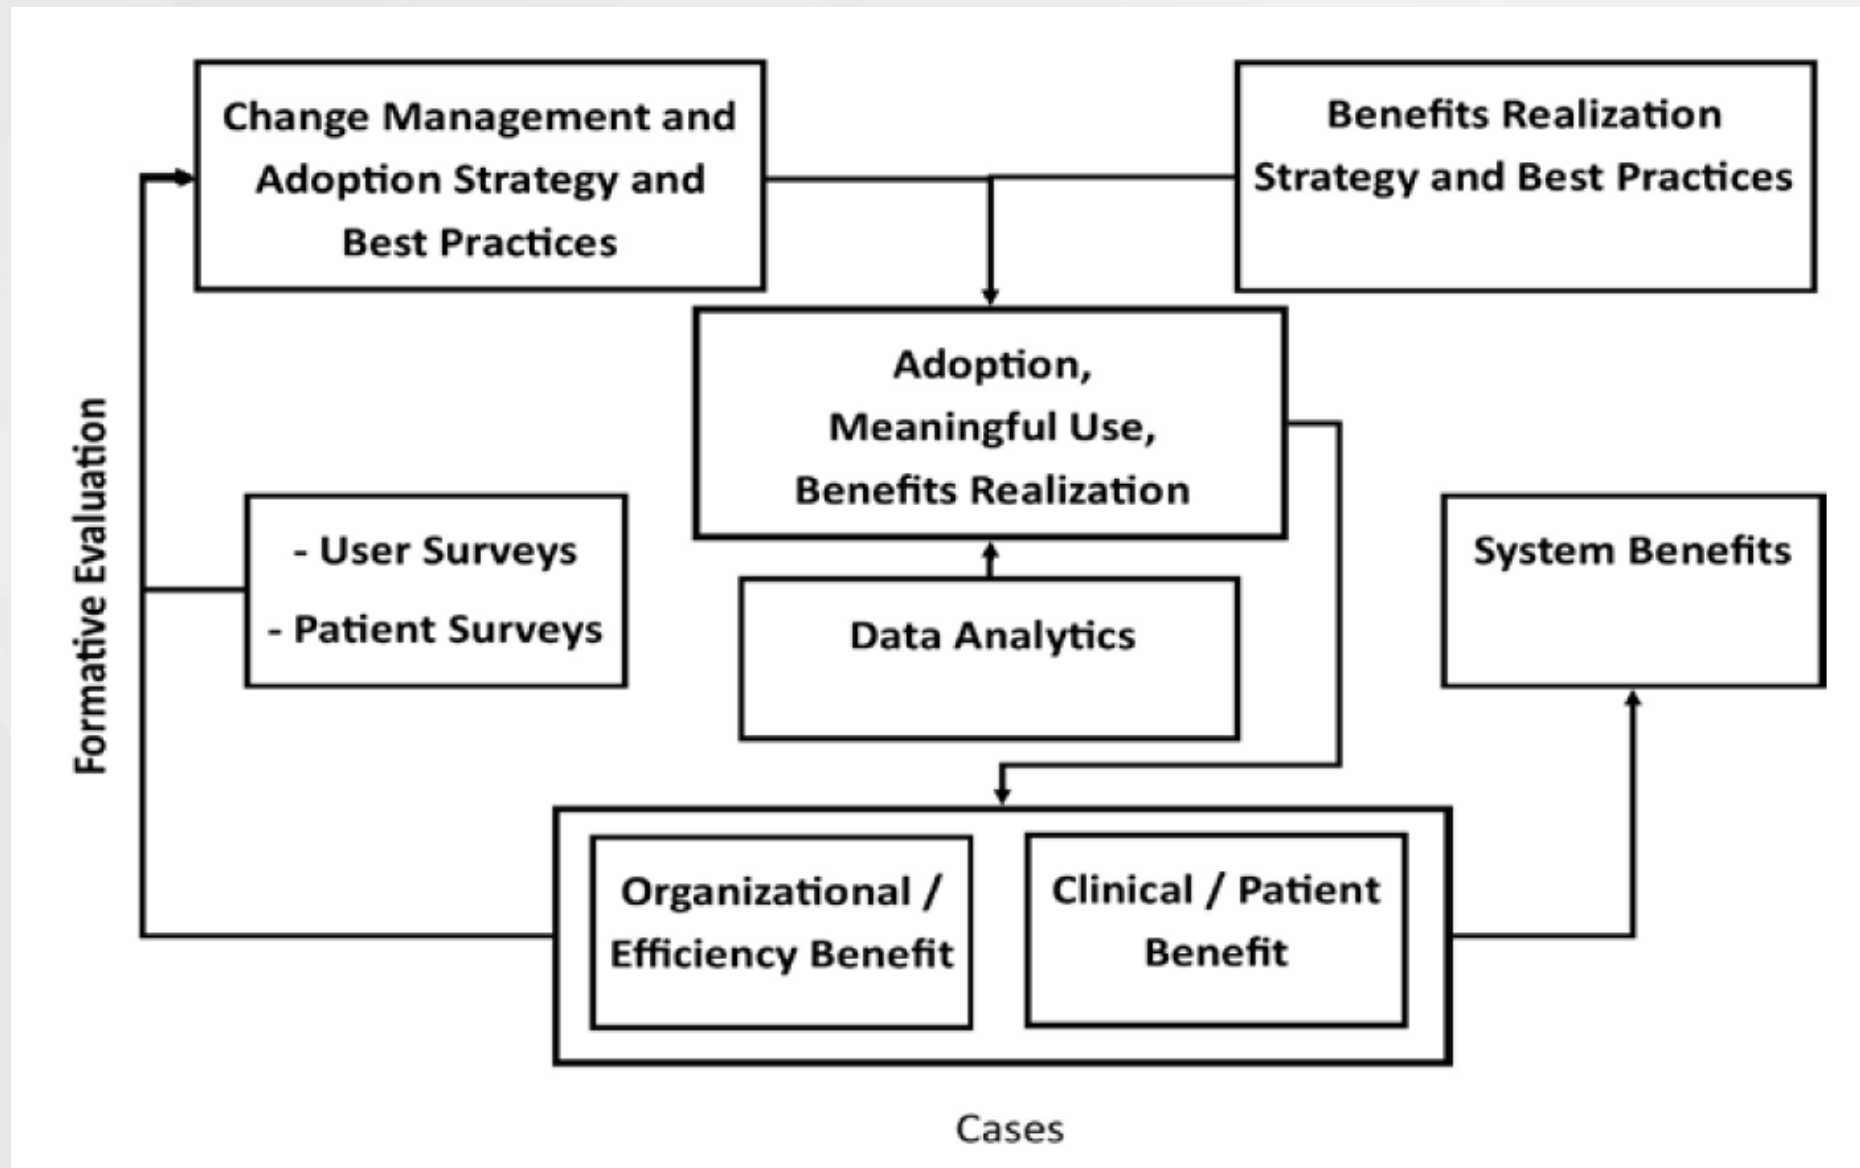 Change Management and
Adoption Strategy and
Best Practices
Benefits Realization
Strategy and Best Practices
Adoption,
Meaningful Use,
Benefits Realization
Formative Evaluation
- User Surveys
- Patient Surveys
Data Analytics
System Benefits
Organizational /
Efficiency Benefit
Clinical / Patient
Benefit
Cases